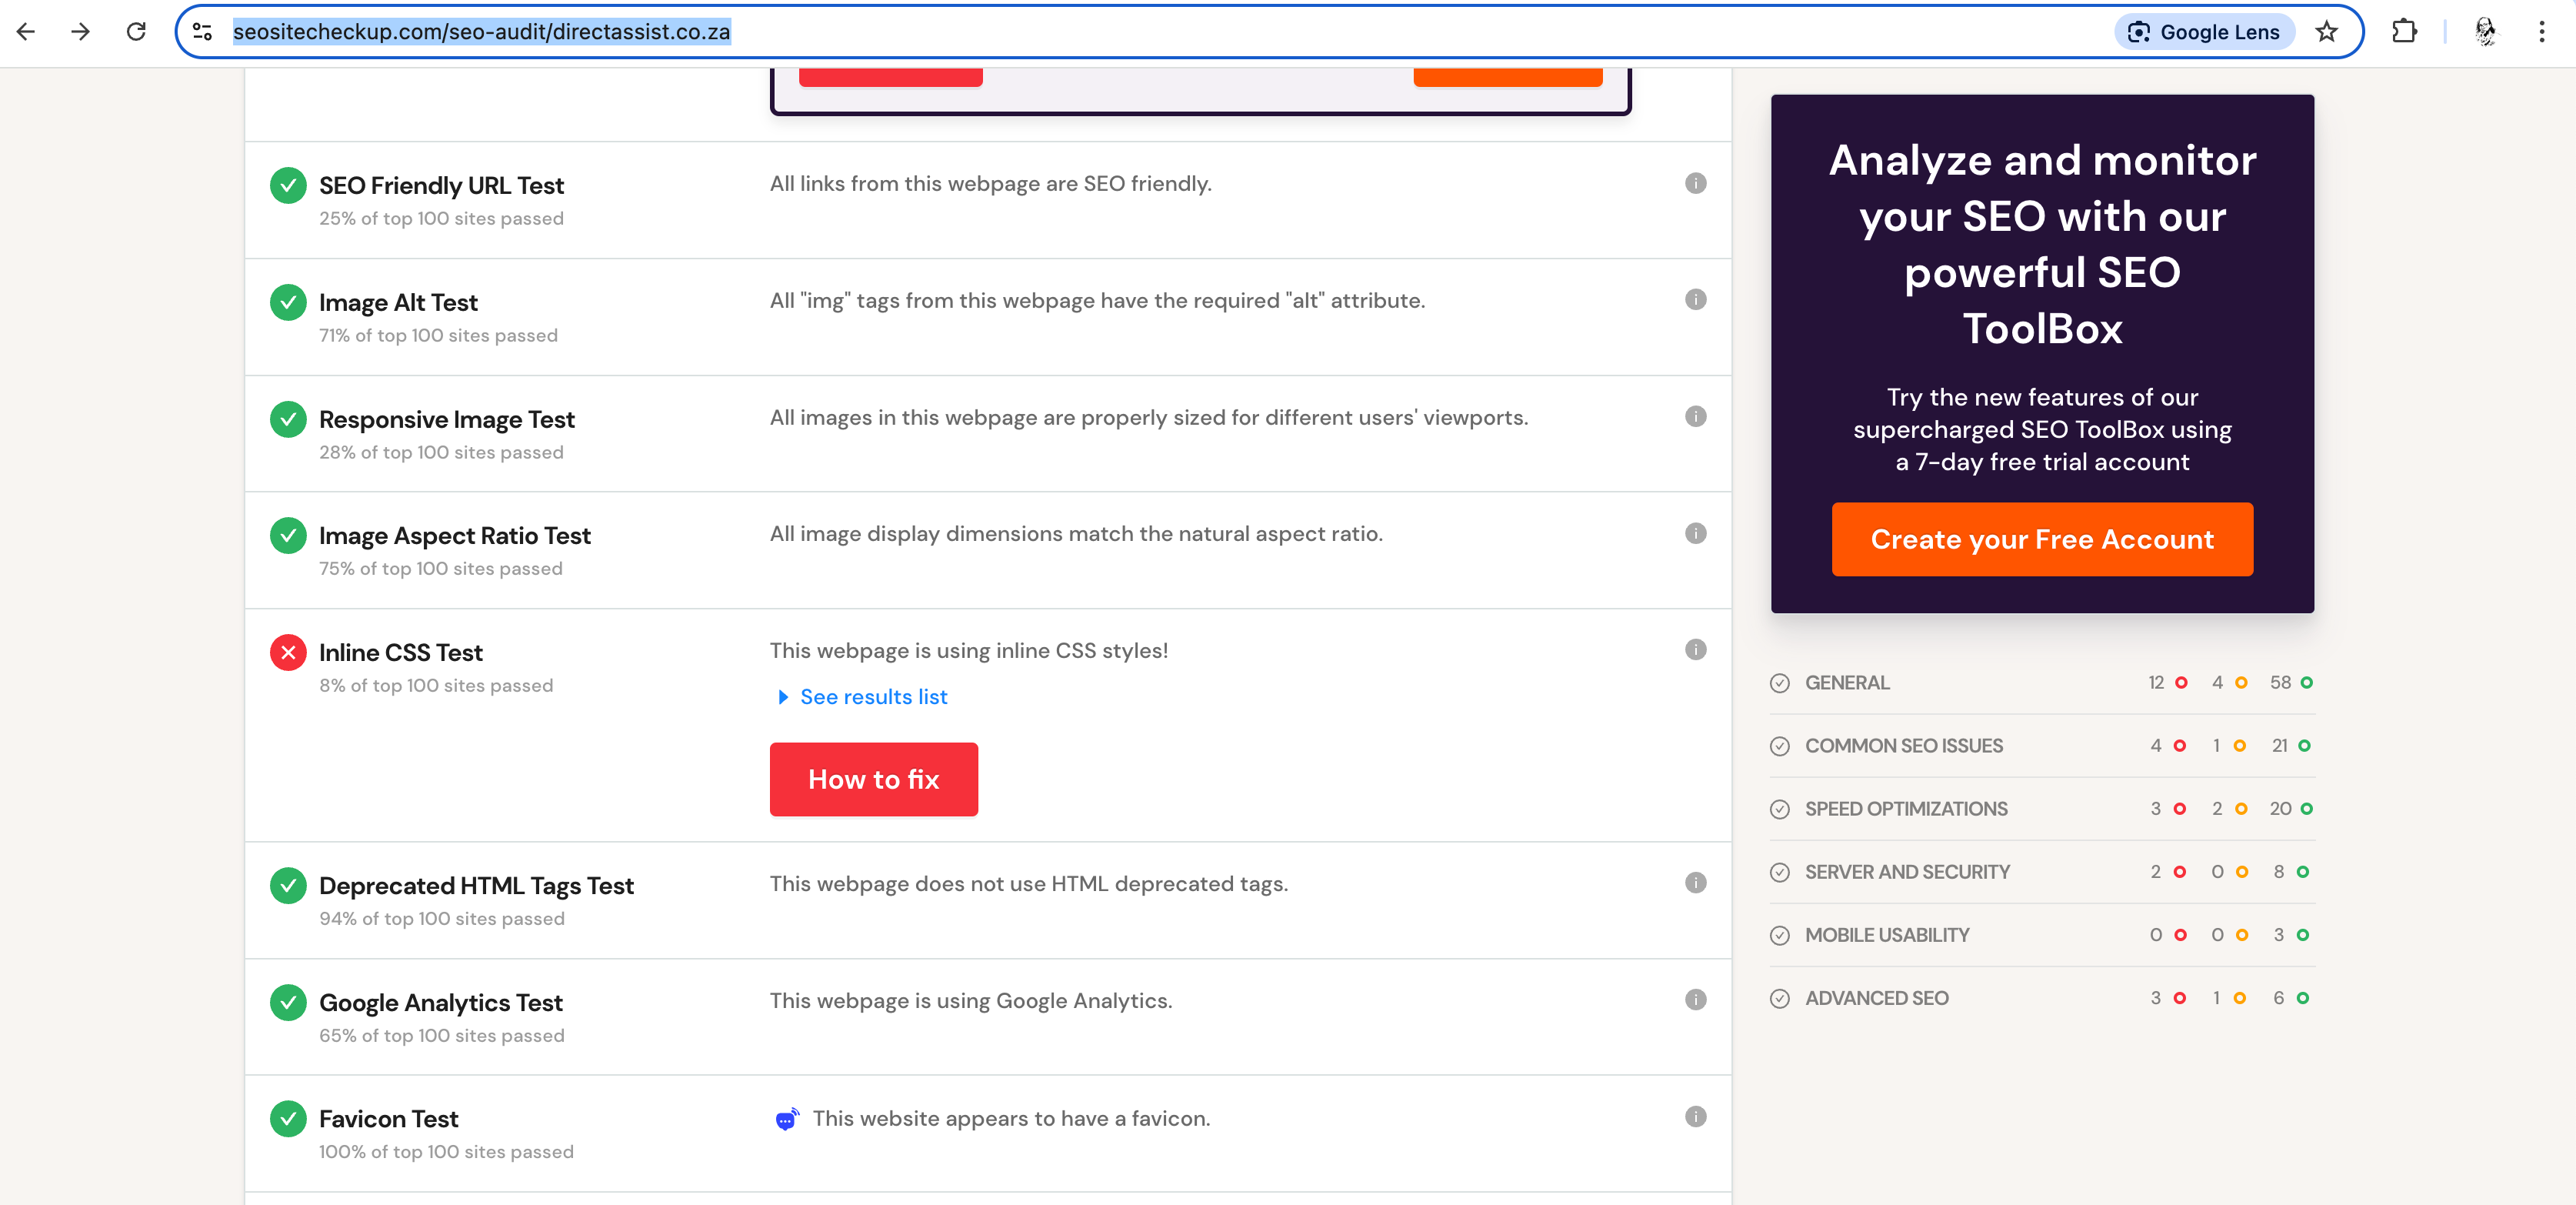 seositecheckup.com/seo-audit/directassist.co.za
Google Lens
SEO Friendly URL Test
25% of top 100 sites passed
All links from this webpage are SEO friendly.
Image Alt Test
71% of top 100 sites passed
All "img" tags from this webpage have the required "alt" attribute.
Responsive Image Test
28% of top 100 sites passed
All images in this webpage are properly sized for different users' viewports.
Image Aspect Ratio Test
75% of top 100 sites passed
All image display dimensions match the natural aspect ratio.
Inline CSS Test
8% of top 100 sites passed
This webpage is using inline CSS styles!
See results list
How to fix
Deprecated HTML Tags Test
94% of top 100 sites passed
This webpage does not use HTML deprecated tags.
Google Analytics Test
65% of top 100 sites passed
This webpage is using Google Analytics.
Favicon Test
100% of top 100 sites passed
This website appears to have a favicon.
Analyze and monitor
your SEO with our
powerful SEO
ToolBox
Try the new features of our
supercharged SEO ToolBox using
a 7-day free trial account
Create your Free Account
GENERAL 12 4 58
COMMON SEO ISSUES 4 1 21
SPEED OPTIMIZATIONS 3 2 20
SERVER AND SECURITY 2 0 8
MOBILE USABILITY 0 0 3
ADVANCED SEO 3 1 6